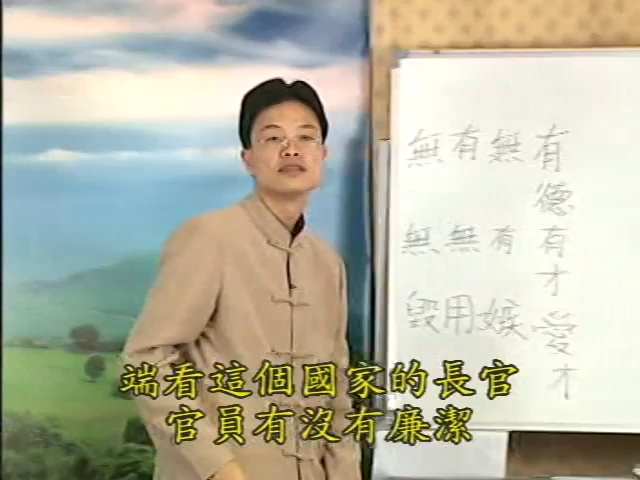 有德有才愛才
無有嫉
有無用
無無毀
端看這個國家的長官
官員有沒有廉潔